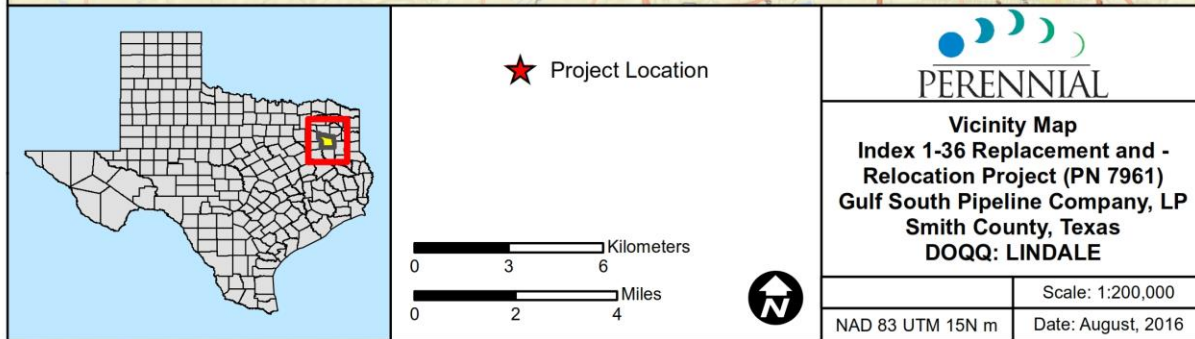 Project Location
Kilometers
0 3 6
Miles
0 2 4
N
PERENNIAL
Vicinity Map
Index 1-36 Replacement and -
Relocation Project (PN 7961)
Gulf South Pipeline Company, LP
Smith County, Texas
DOQQ: LINDALE
Scale: 1:200,000
NAD 83 UTM 15N m
Date: August, 2016